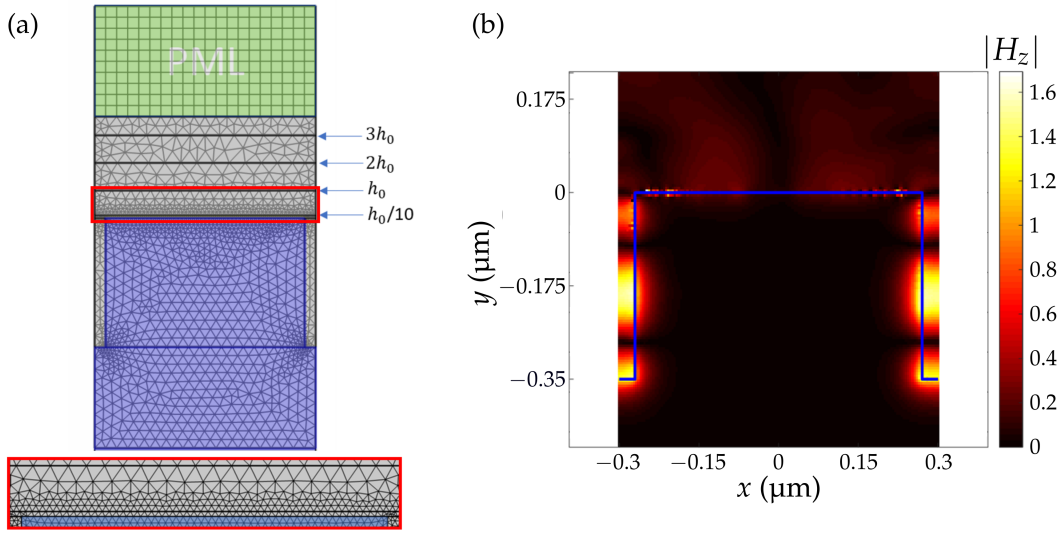 (a)
PML
3h₀
2h₀
h₀
h₀/10
(b)
|H_z|
1.6
1.4
1.2
1
0.8
0.6
0.4
0.2
0
0.175
0
−0.175
−0.35
y (μm)
−0.3 −0.15 0 0.15 0.3
x (μm)